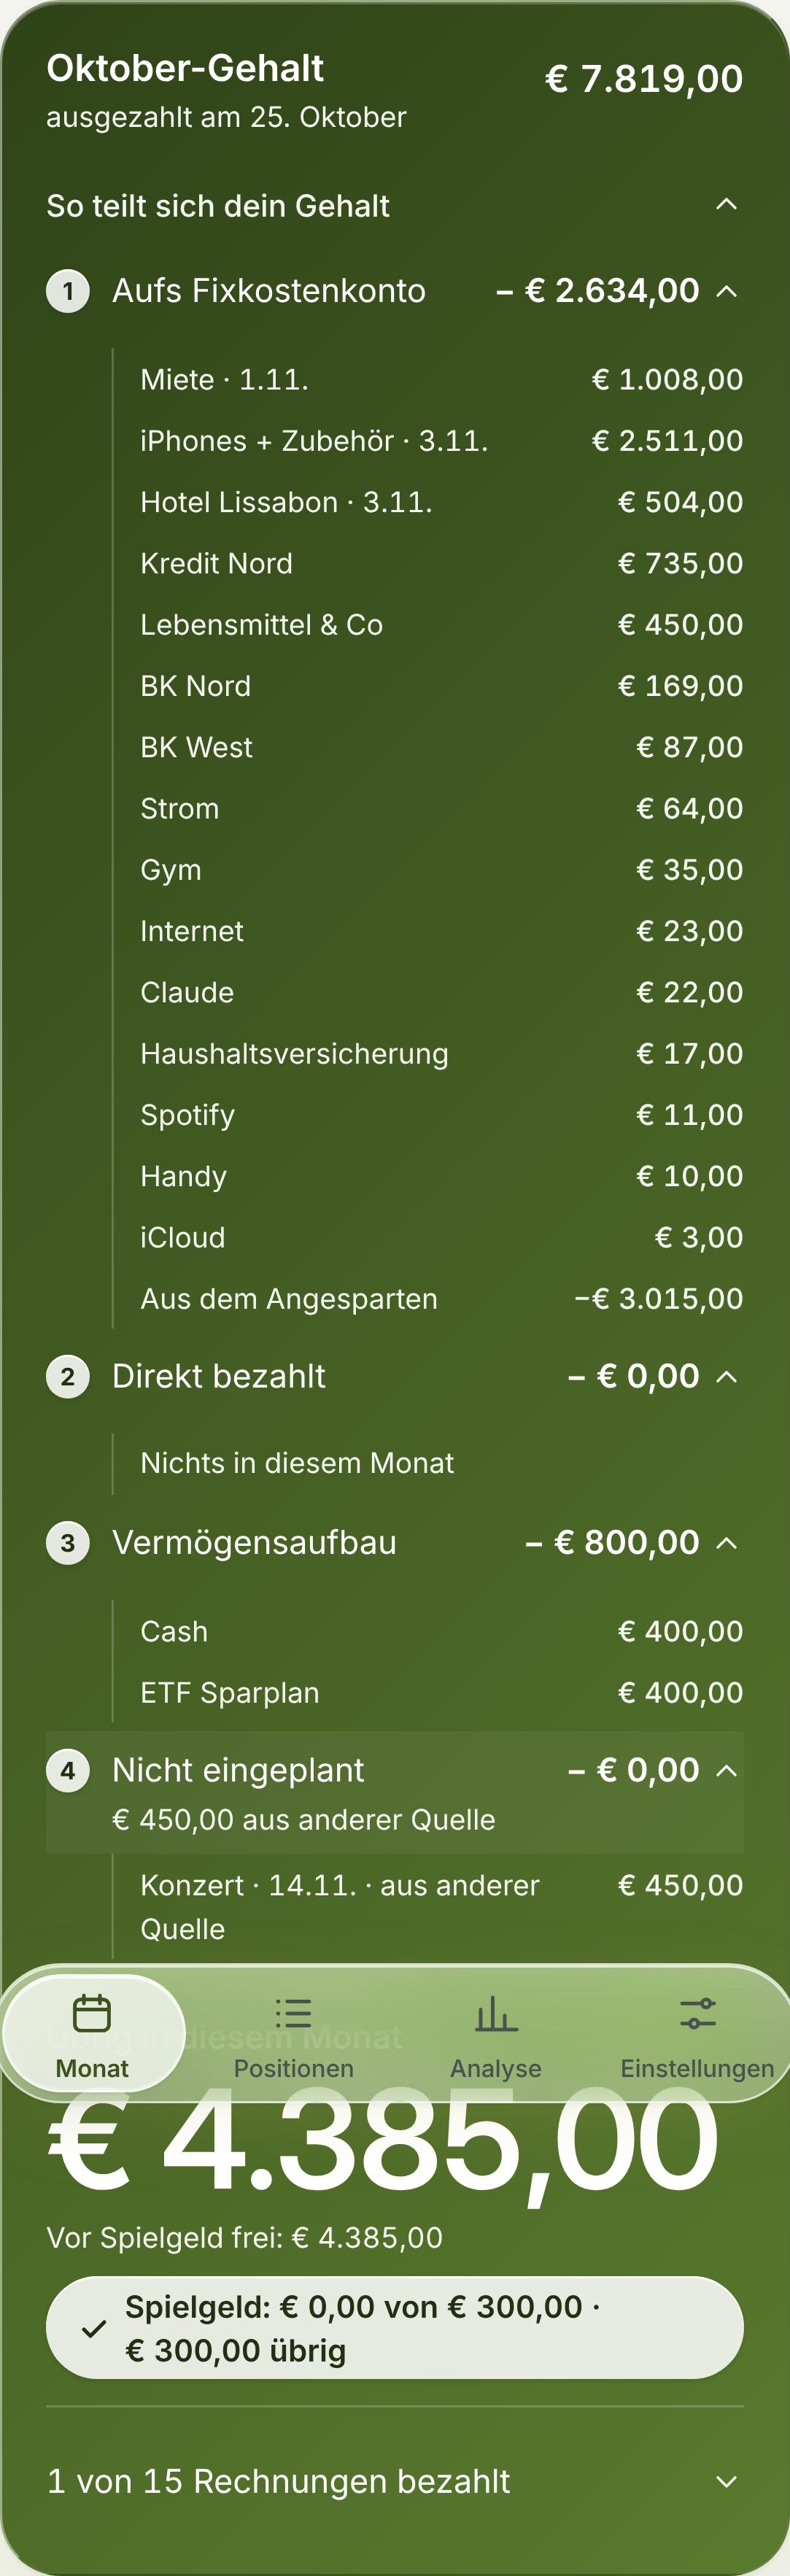 Oktober-Gehalt
€ 7.819,00
ausgezahlt am 25. Oktober
So teilt sich dein Gehalt
1 Aufs Fixkostenkonto – € 2.634,00
Miete · 1.11. € 1.008,00
iPhones + Zubehör · 3.11. € 2.511,00
Hotel Lissabon · 3.11. € 504,00
Kredit Nord € 735,00
Lebensmittel & Co € 450,00
BK Nord € 169,00
BK West € 87,00
Strom € 64,00
Gym € 35,00
Internet € 23,00
Claude € 22,00
Haushaltsversicherung € 17,00
Spotify € 11,00
Handy € 10,00
iCloud € 3,00
Aus dem Angesparten −€ 3.015,00
2 Direkt bezahlt – € 0,00
Nichts in diesem Monat
3 Vermögensaufbau – € 800,00
Cash € 400,00
ETF Sparplan € 400,00
4 Nicht eingeplant – € 0,00
€ 450,00 aus anderer Quelle
Konzert · 14.11. · aus anderer € 450,00
Quelle
in diesem Monat
Monat Positionen Analyse Einstellungen
€ 4.385,00
Vor Spielgeld frei: € 4.385,00
Spielgeld: € 0,00 von € 300,00 ·
€ 300,00 übrig
1 von 15 Rechnungen bezahlt